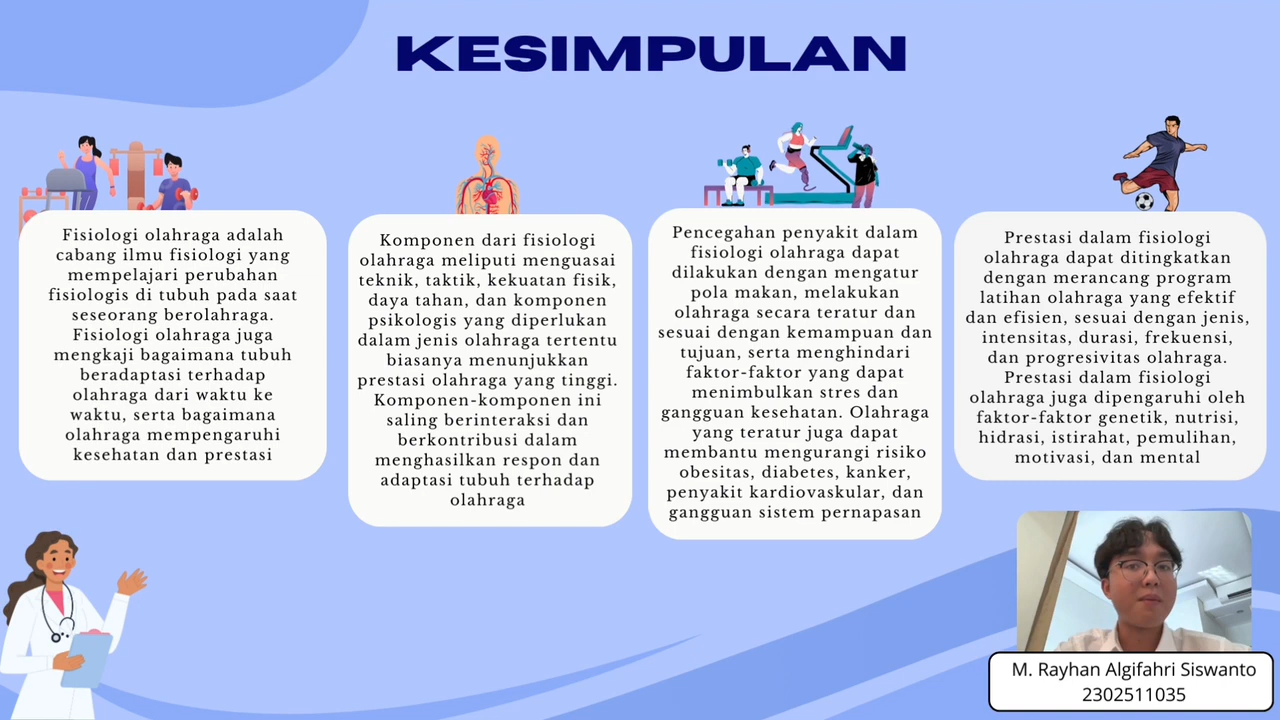 KESIMPULAN
Fisiologi olahraga adalah
cabang ilmu fisiologi yang
mempelajari perubahan
fisiologis di tubuh pada saat
seseorang berolahraga.
Fisiologi olahraga juga
mengkaji bagaimana tubuh
beradaptasi terhadap
olahraga dari waktu ke
waktu, serta bagaimana
olahraga mempengaruhi
kesehatan dan prestasi
Komponen dari fisiologi
olahraga meliputi menguasai
teknik, taktik, kekuatan fisik,
daya tahan, dan komponen
psikologis yang diperlukan
dalam jenis olahraga tertentu
biasanya menunjukkan
prestasi olahraga yang tinggi.
Komponen-komponen ini
saling berinteraksi dan
berkontribusi dalam
menghasilkan respon dan
adaptasi tubuh terhadap
olahraga
Pencegahan penyakit dalam
fisiologi olahraga dapat
dilakukan dengan mengatur
pola makan, melakukan
olahraga secara teratur dan
sesuai dengan kemampuan dan
tujuan, serta menghindari
faktor-faktor yang dapat
menimbulkan stres dan
gangguan kesehatan. Olahraga
yang teratur juga dapat
membantu mengurangi risiko
obesitas, diabetes, kanker,
penyakit kardiovaskular, dan
gangguan sistem pernapasan
Prestasi dalam fisiologi
olahraga dapat ditingkatkan
dengan merancang program
latihan olahraga yang efektif
dan efisien, sesuai dengan jenis,
intensitas, durasi, frekuensi,
dan progresivitas olahraga.
Prestasi dalam fisiologi
olahraga juga dipengaruhi oleh
faktor-faktor genetik, nutrisi,
hidrasi, istirahat, pemulihan,
motivasi, dan mental
M. Rayhan Algifahri Siswanto
2302511035